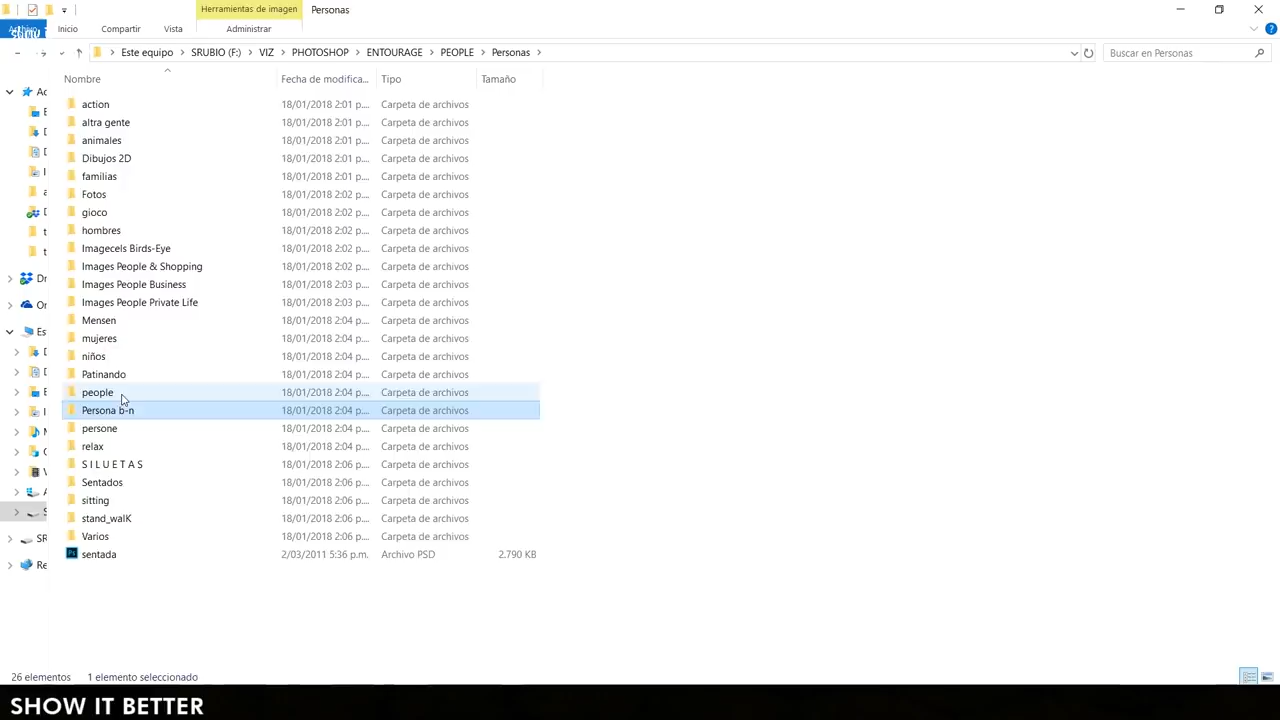 Herramientas de imagen Personas
Inicio Compartir Vista Administrar
Este equipo SRUBIO (F:) VIZ PHOTOSHOP ENTOURAGE PEOPLE Personas Buscar en Personas
Nombre Fecha de modifica... Tipo Tamaño
action 18/01/2018 2:01 p.... Carpeta de archivos
altra gente 18/01/2018 2:01 p.... Carpeta de archivos
animales 18/01/2018 2:01 p.... Carpeta de archivos
Dibujos 2D 18/01/2018 2:01 p.... Carpeta de archivos
familias 18/01/2018 2:01 p.... Carpeta de archivos
Fotos 18/01/2018 2:02 p.... Carpeta de archivos
gioco 18/01/2018 2:02 p.... Carpeta de archivos
hombres 18/01/2018 2:02 p.... Carpeta de archivos
Imagecels Birds-Eye 18/01/2018 2:02 p.... Carpeta de archivos
Images People & Shopping 18/01/2018 2:02 p.... Carpeta de archivos
Images People Business 18/01/2018 2:03 p.... Carpeta de archivos
Images People Private Life 18/01/2018 2:03 p.... Carpeta de archivos
Mensen 18/01/2018 2:04 p.... Carpeta de archivos
mujeres 18/01/2018 2:04 p.... Carpeta de archivos
niños 18/01/2018 2:04 p.... Carpeta de archivos
Patinando 18/01/2018 2:04 p.... Carpeta de archivos
people 18/01/2018 2:04 p.... Carpeta de archivos
Persona b-n 18/01/2018 2:04 p.... Carpeta de archivos
persone 18/01/2018 2:04 p.... Carpeta de archivos
relax 18/01/2018 2:04 p.... Carpeta de archivos
S I L U E T A S 18/01/2018 2:06 p.... Carpeta de archivos
Sentados 18/01/2018 2:06 p.... Carpeta de archivos
sitting 18/01/2018 2:06 p.... Carpeta de archivos
stand_walK 18/01/2018 2:06 p.... Carpeta de archivos
Varios 18/01/2018 2:06 p.... Carpeta de archivos
sentada 2/03/2011 5:36 p.m. Archivo PSD 2.790 KB
26 elementos 1 elemento seleccionado
SHOW IT BETTER